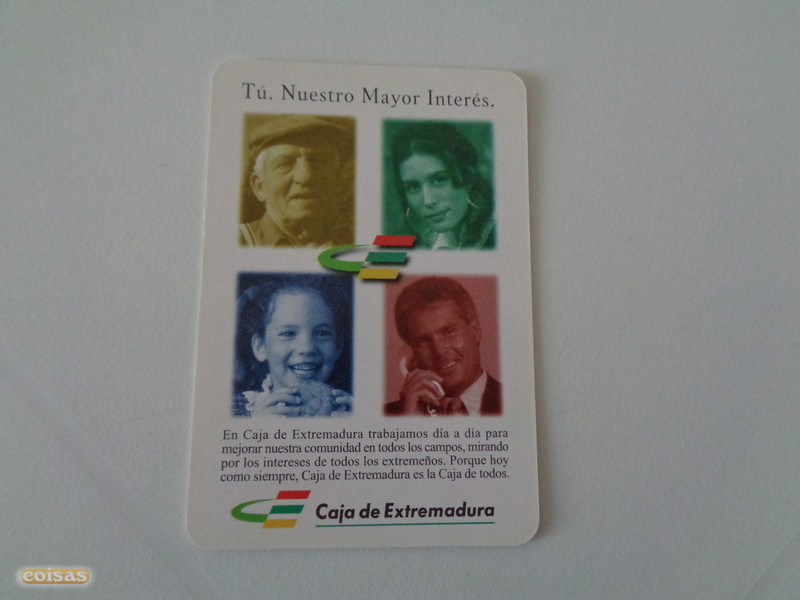 Tú. Nuestro Mayor Interés.
En Caja de Extremadura trabajamos día a día para
mejorar nuestra comunidad en todos los campos, mirando
por los intereses de todos los extremeños. Porque hoy
como siempre, Caja de Extremadura es la Caja de todos.
Caja de Extremadura
coisas